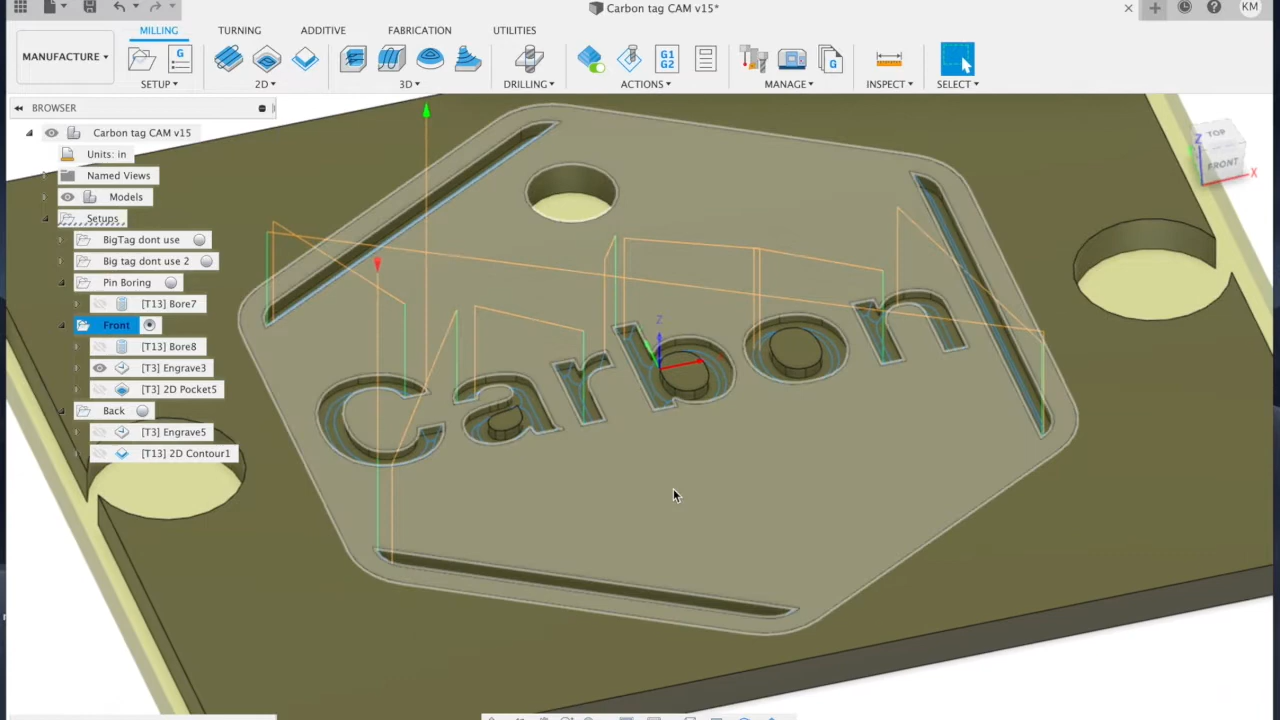 Carbon tag CAM v15*
KM
MILLING
TURNING
ADDITIVE
FABRICATION
UTILITIES
MANUFACTURE
G
G1
G2
G
SETUP
2D
3D
DRILLING
ACTIONS
MANAGE
INSPECT
SELECT
BROWSER
Carbon tag CAM v15
Units: in
Named Views
Models
Setups
BigTag dont use
Big tag dont use 2
Pin Boring
[T13] Bore7
Front
[T13] Bore8
[T3] Engrave3
[T3] 2D Pocket5
Back
[T3] Engrave5
[T13] 2D Contour1
TOP
FRONT
Z
X
Z
Carbon